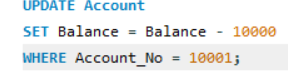 UPDATE Account
SET Balance = Balance - 10000
WHERE Account_No = 10001;